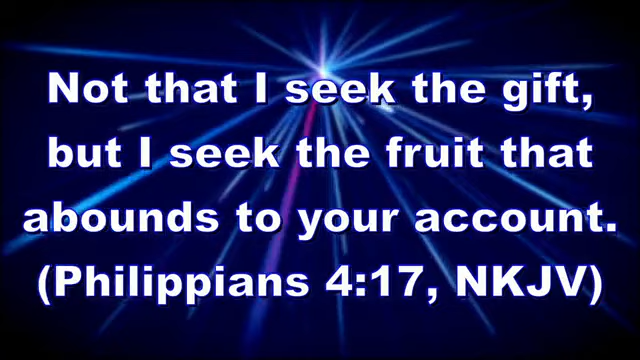 Not that I seek the gift,
but I seek the fruit that
abounds to your account.
(Philippians 4:17, NKJV)